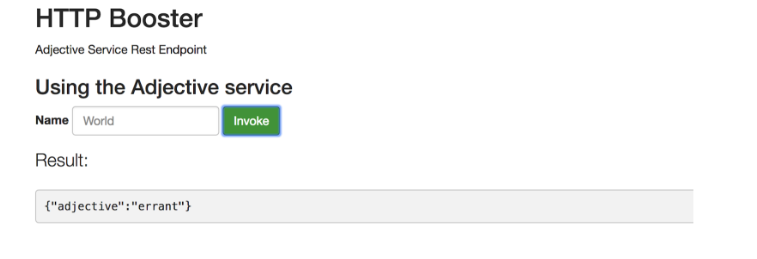 HTTP Booster
Adjective Service Rest Endpoint
Using the Adjective service
Name World Invoke
Result:
{"adjective":"errant"}